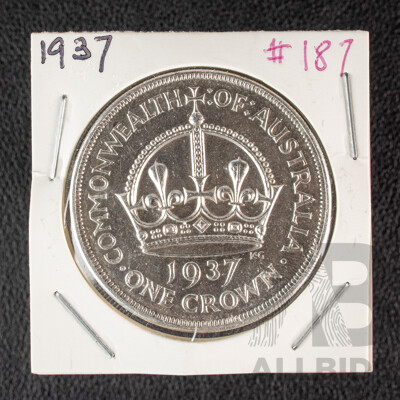 1937 #187
COMMONWEALTH · OF · AUSTRALIA ·
1937
KG
· ONE CROWN ·
ALLBID